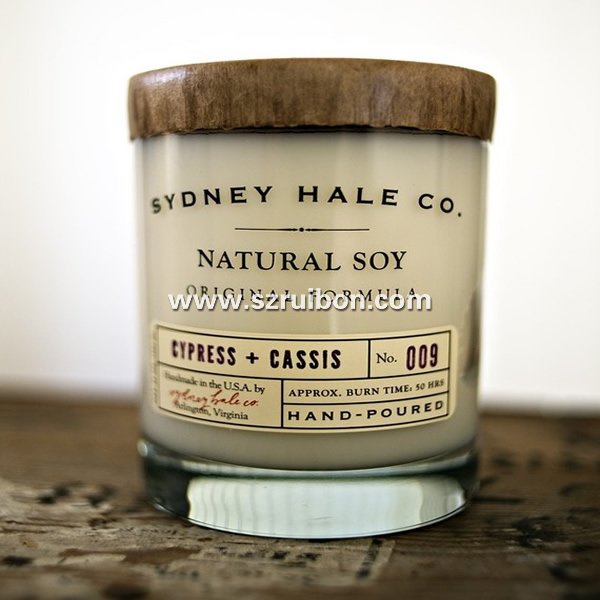 SYDNEY HALE CO.
NATURAL SOY
ORIGINAL FORMULA
www.szruibon.com
CYPRESS + CASSIS
No. 009
Handmade in the U.S.A. by
sydney hale co.
Arlington, Virginia
APPROX. BURN TIME: 50 HRS
HAND-POURED